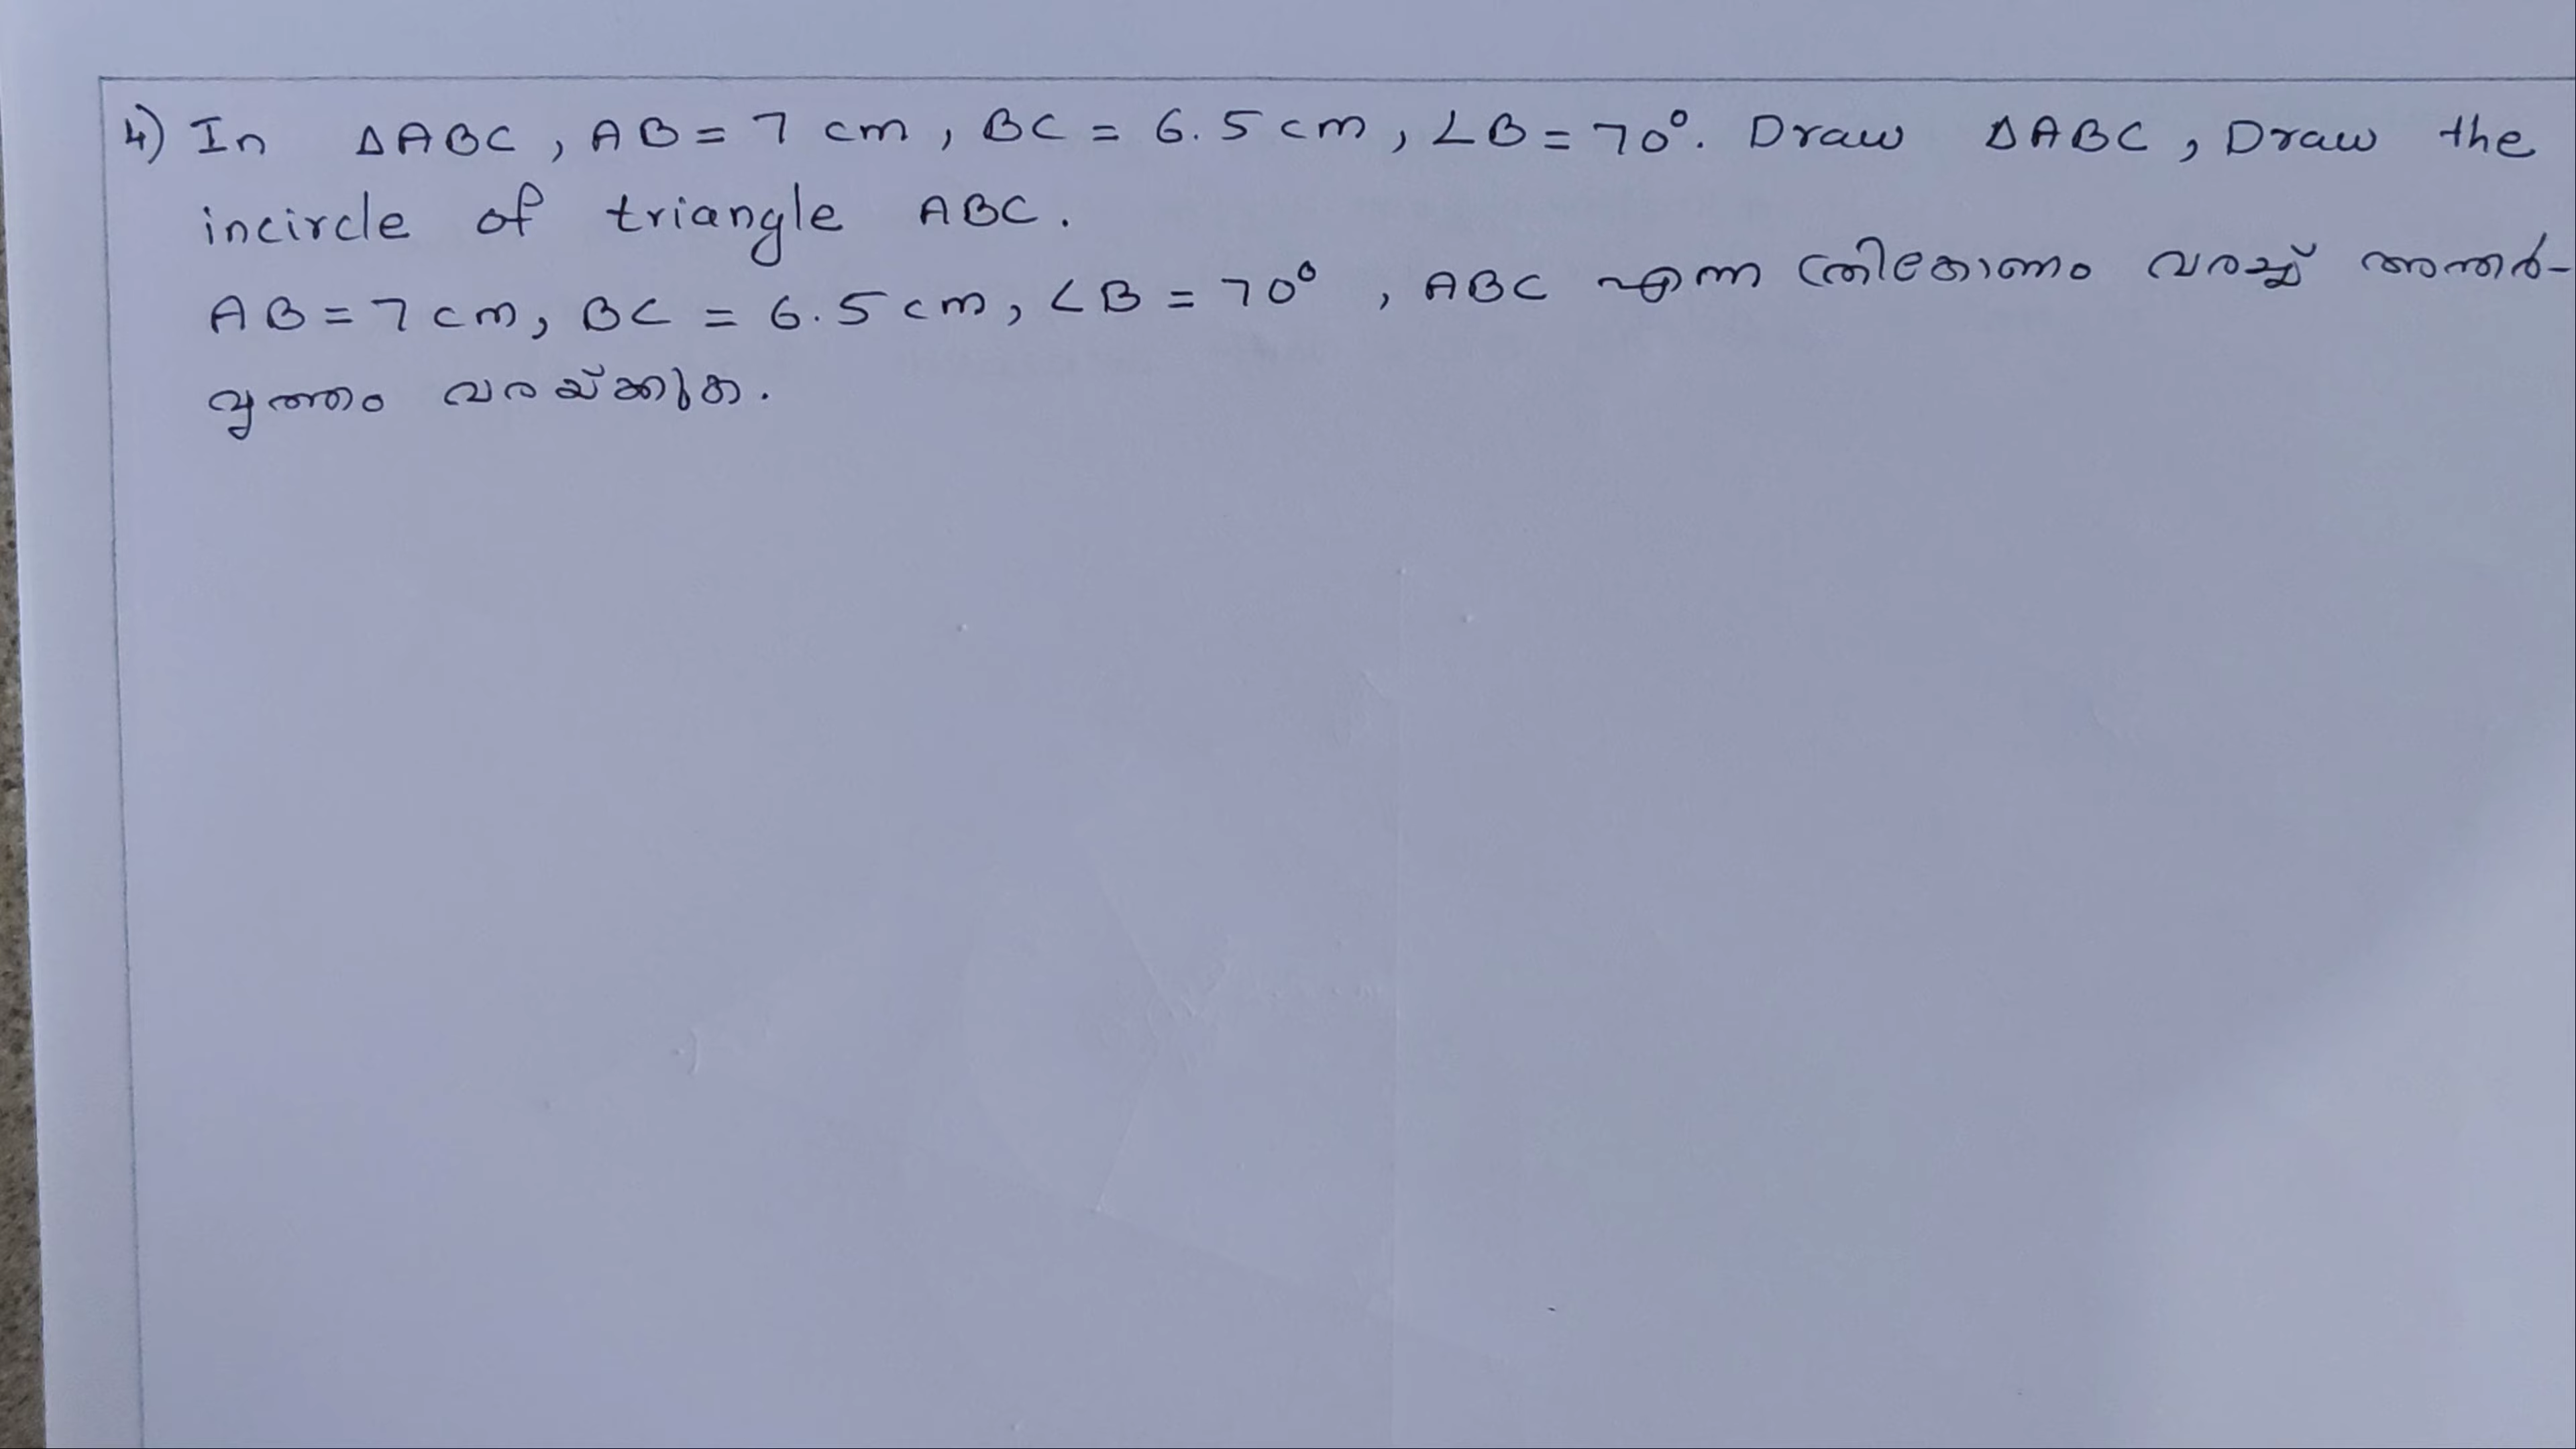 4) In ΔABC, AB = 7 cm, BC = 6.5 cm, ∠B = 70°. Draw ΔABC, Draw the
incircle of triangle ABC.
AB = 7 cm, BC = 6.5 cm, ∠B = 70°, ABC എന്ന ത്രികോണം വരച്ച് അന്തർ-
വൃത്തം വരയ്ക്കുക.